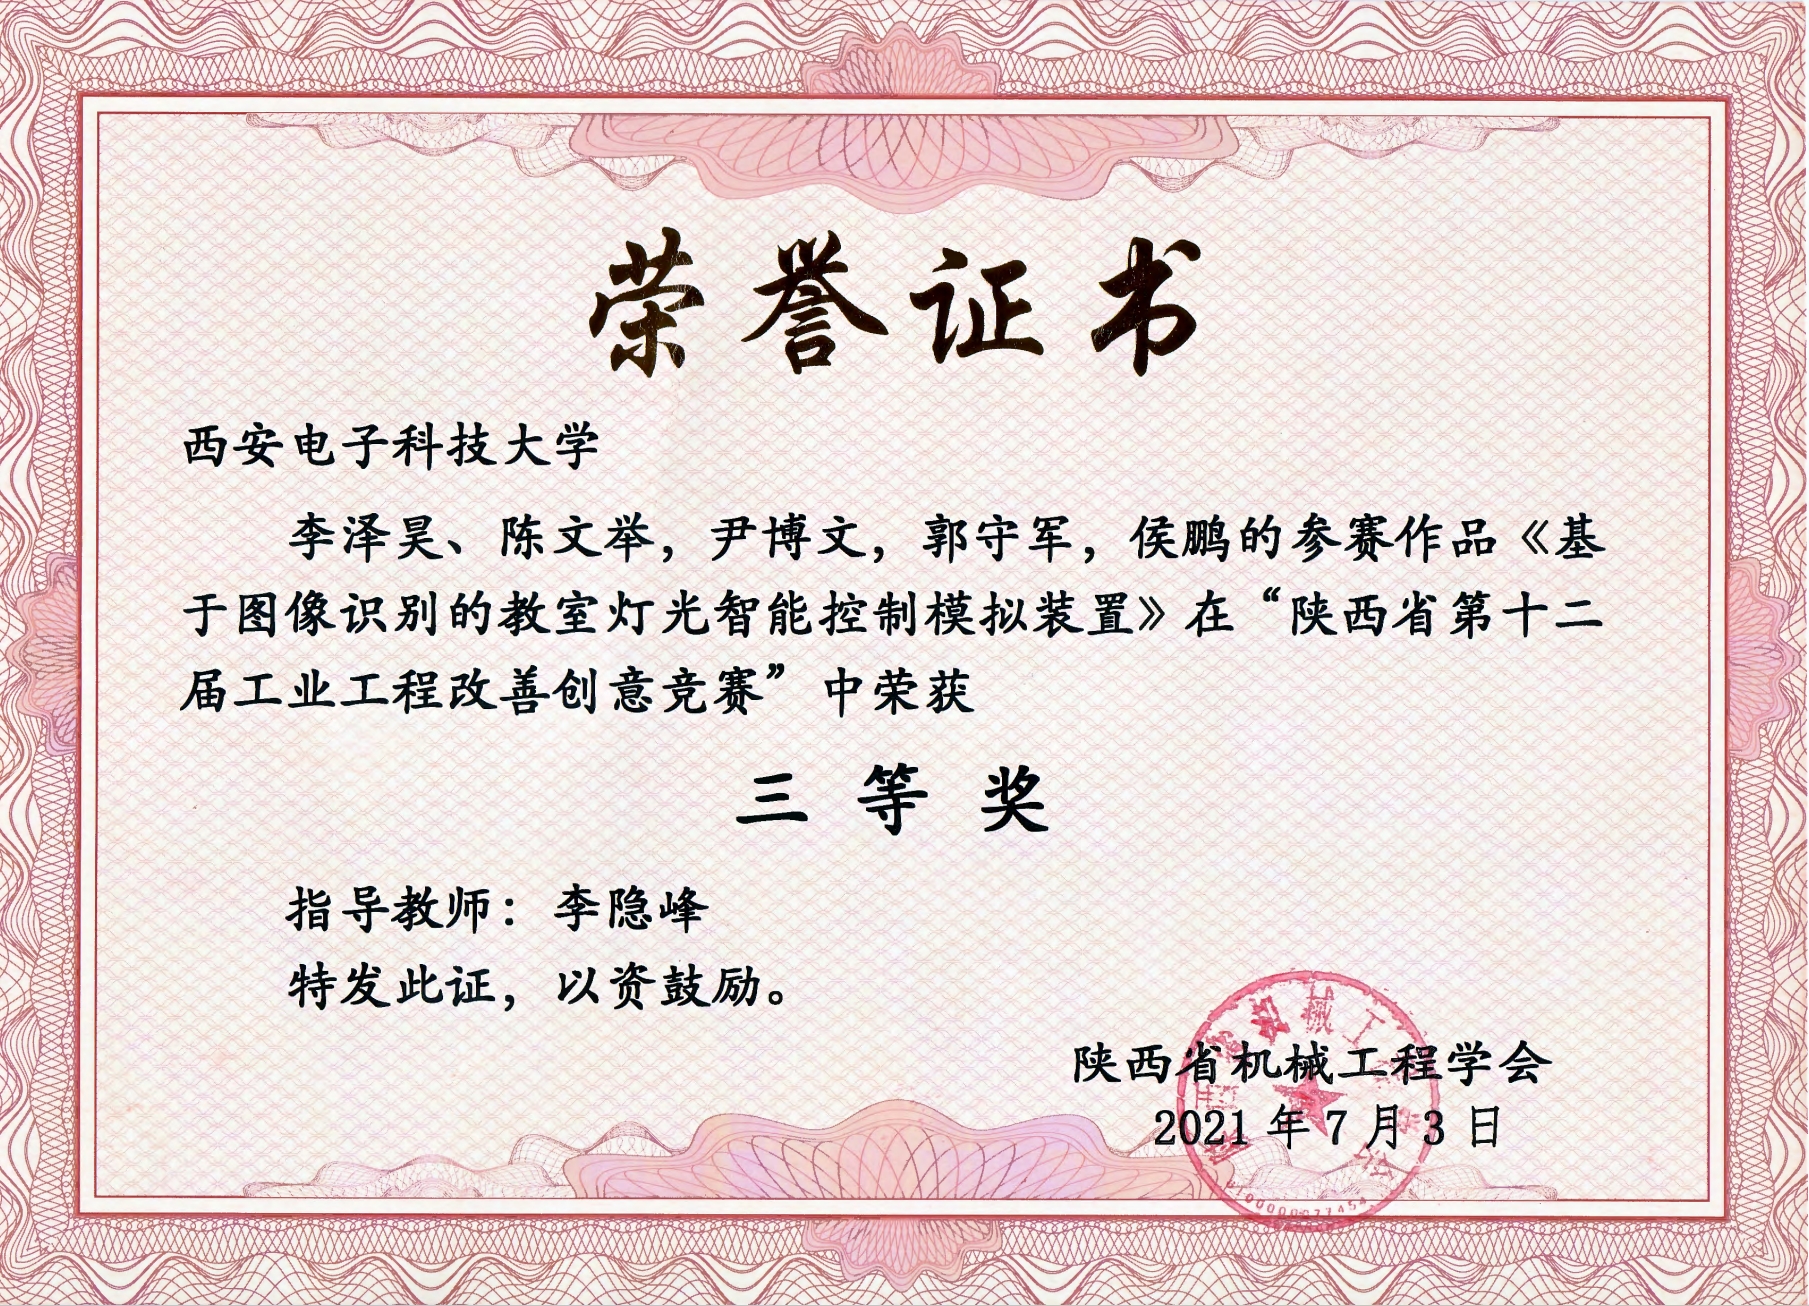 荣誉证书
西安电子科技大学
李泽昊、陈文举，尹博文，郭守军，侯鹏的参赛作品《基
于图像识别的教室灯光智能控制模拟装置》在“陕西省第十二
届工业工程改善创意竞赛”中荣获
三等奖
指导教师：李隐峰
特发此证，以资鼓励。
陕西省机械工程学会
2021 年 7 月 3 日